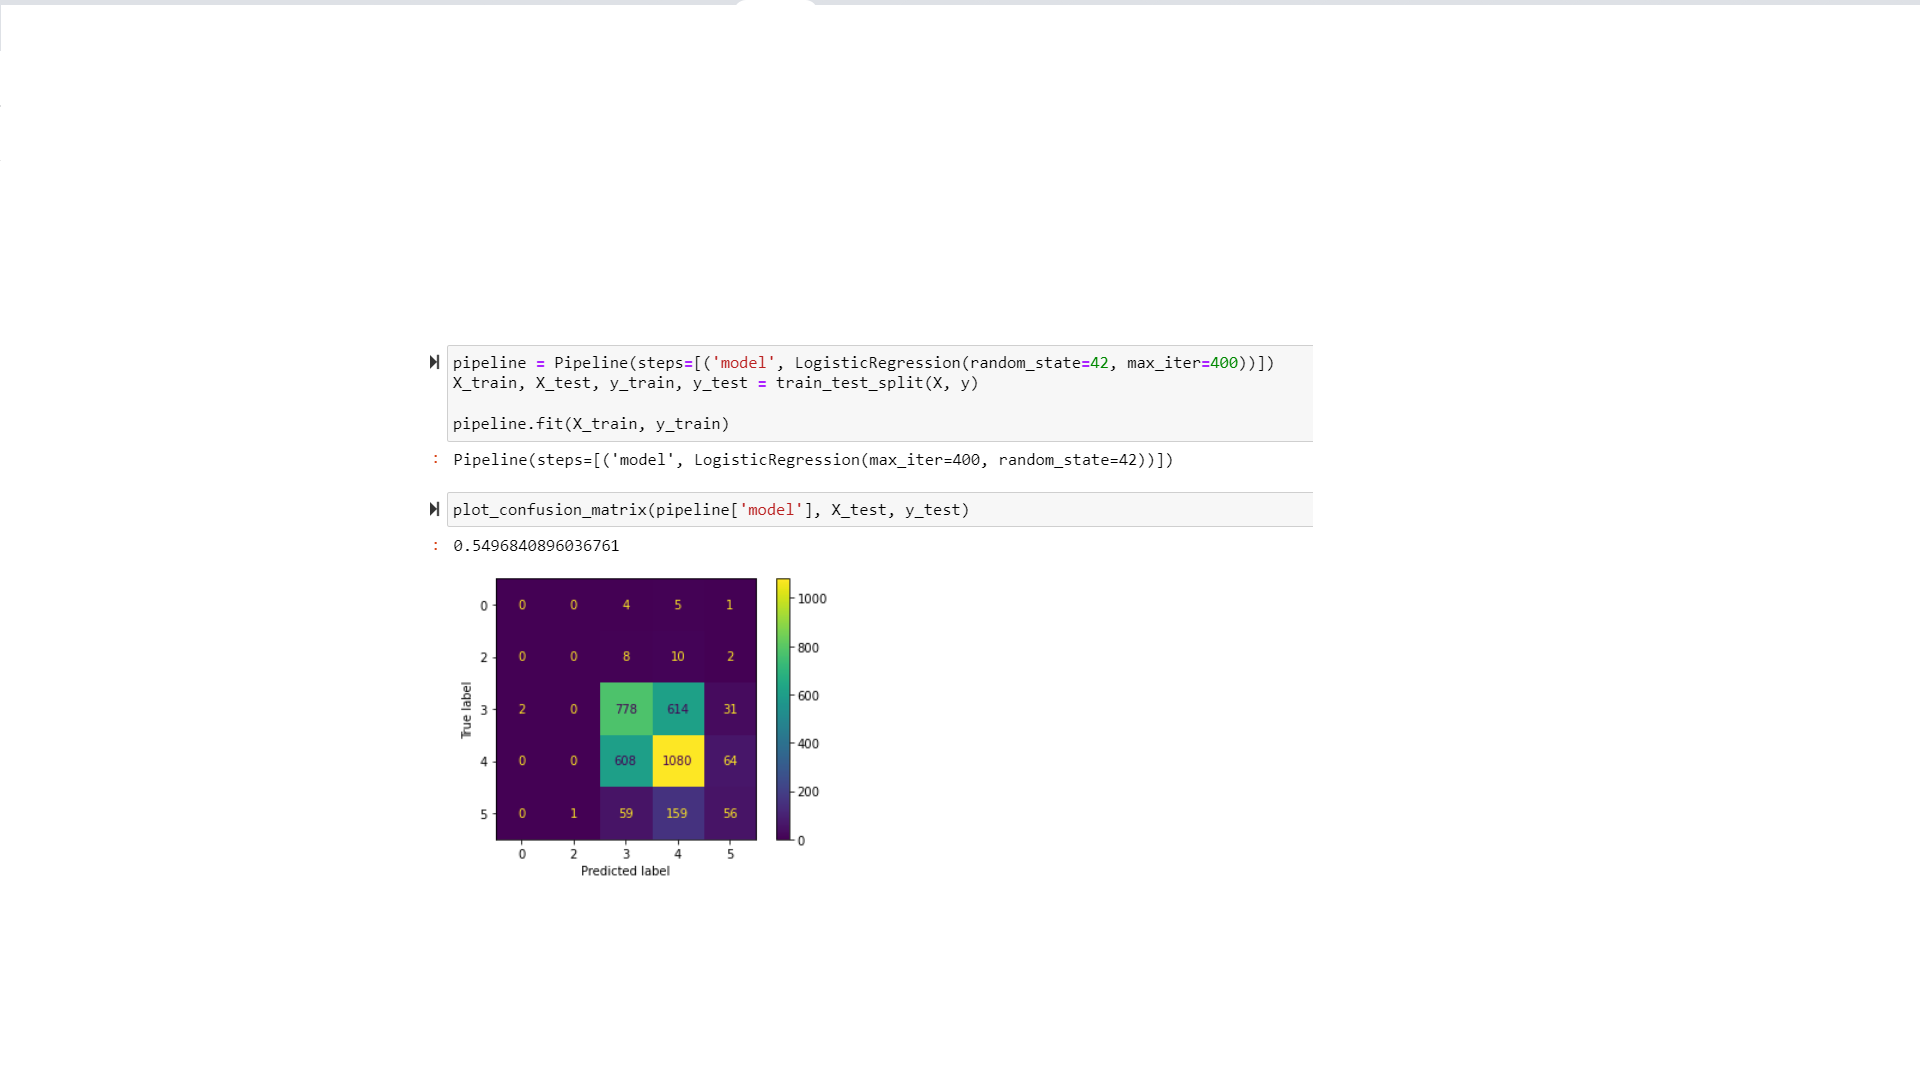 pipeline = Pipeline(steps=[('model', LogisticRegression(random_state=42, max_iter=400))])
X_train, X_test, y_train, y_test = train_test_split(X, y)
pipeline.fit(X_train, y_train)
: Pipeline(steps=[('model', LogisticRegression(max_iter=400, random_state=42))])
plot_confusion_matrix(pipeline['model'], X_test, y_test)
: 0.5496840896036761
0 0 0 4 5 1
2 0 0 8 10 2
3 2 0 778 614 31
4 0 0 608 1080 64
5 0 1 59 159 56
0 2 3 4 5
True label
Predicted label
1000
800
600
400
200
0